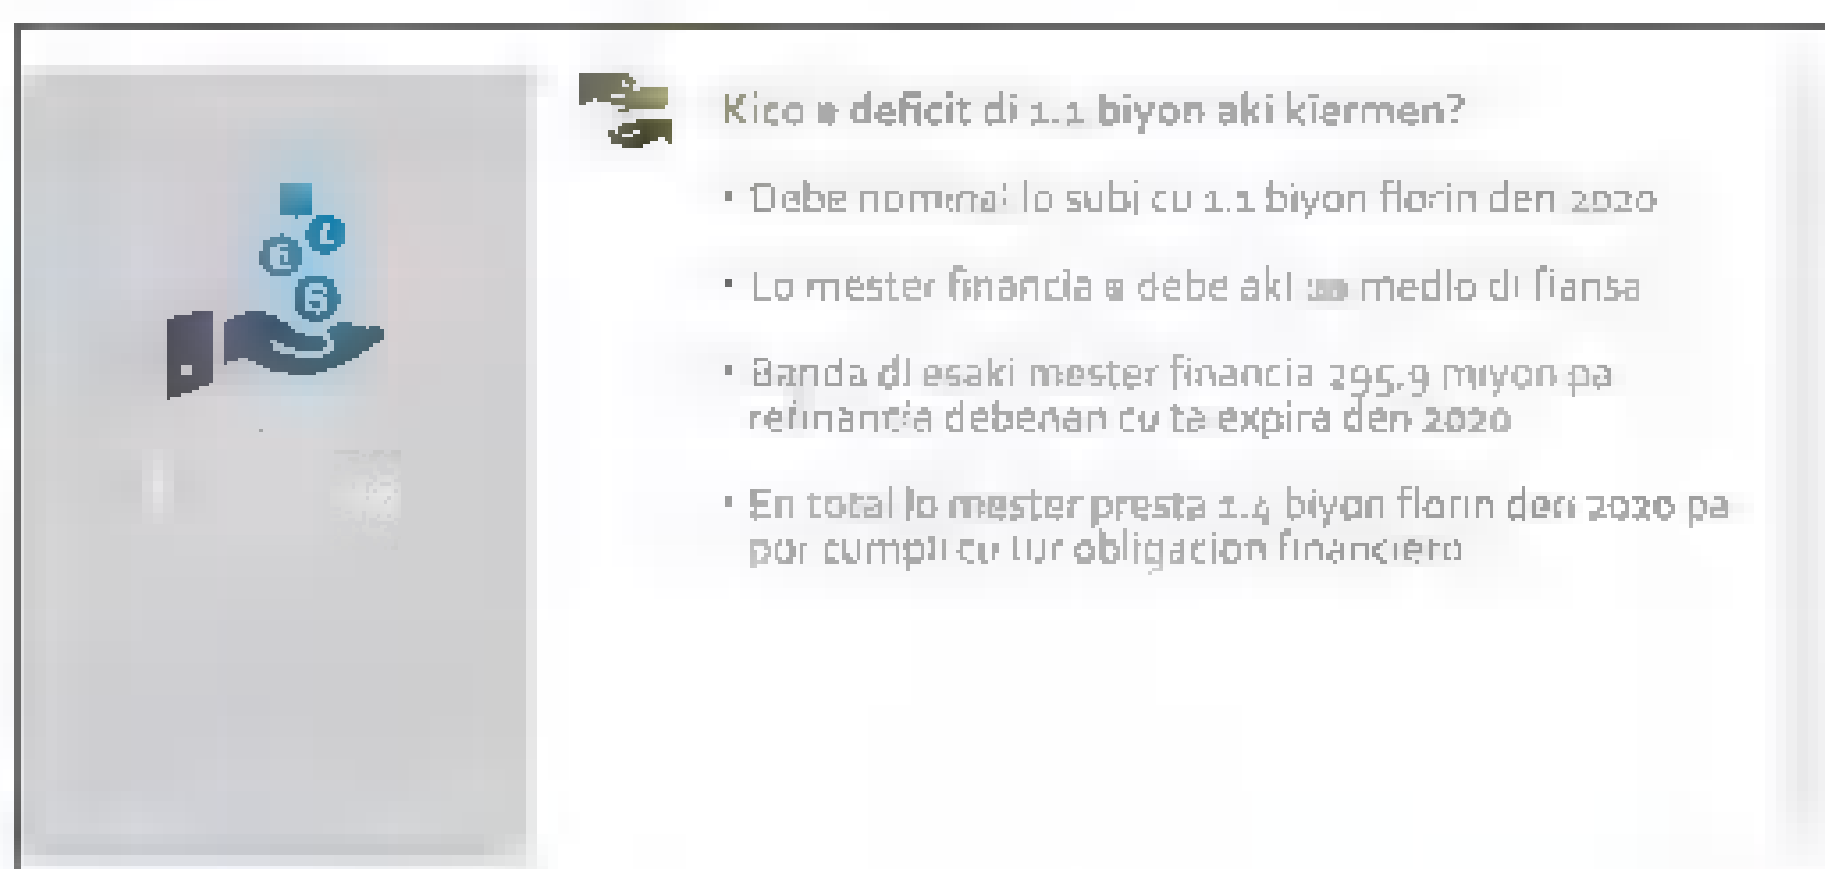 Kico e deficit di 1.1 biyon aki kiermen?
· Debe nominal lo subi cu 1.1 biyon florin den 2020
· Lo mester financia e debe aki pa medio di fiansa
· Banda di esaki mester financia 295.9 miyon pa
refinancia debenan cu ta expira den 2020
· En total lo mester presta 1.4 biyon florin den 2020 pa
por cumpli cu tur obligacion financiero